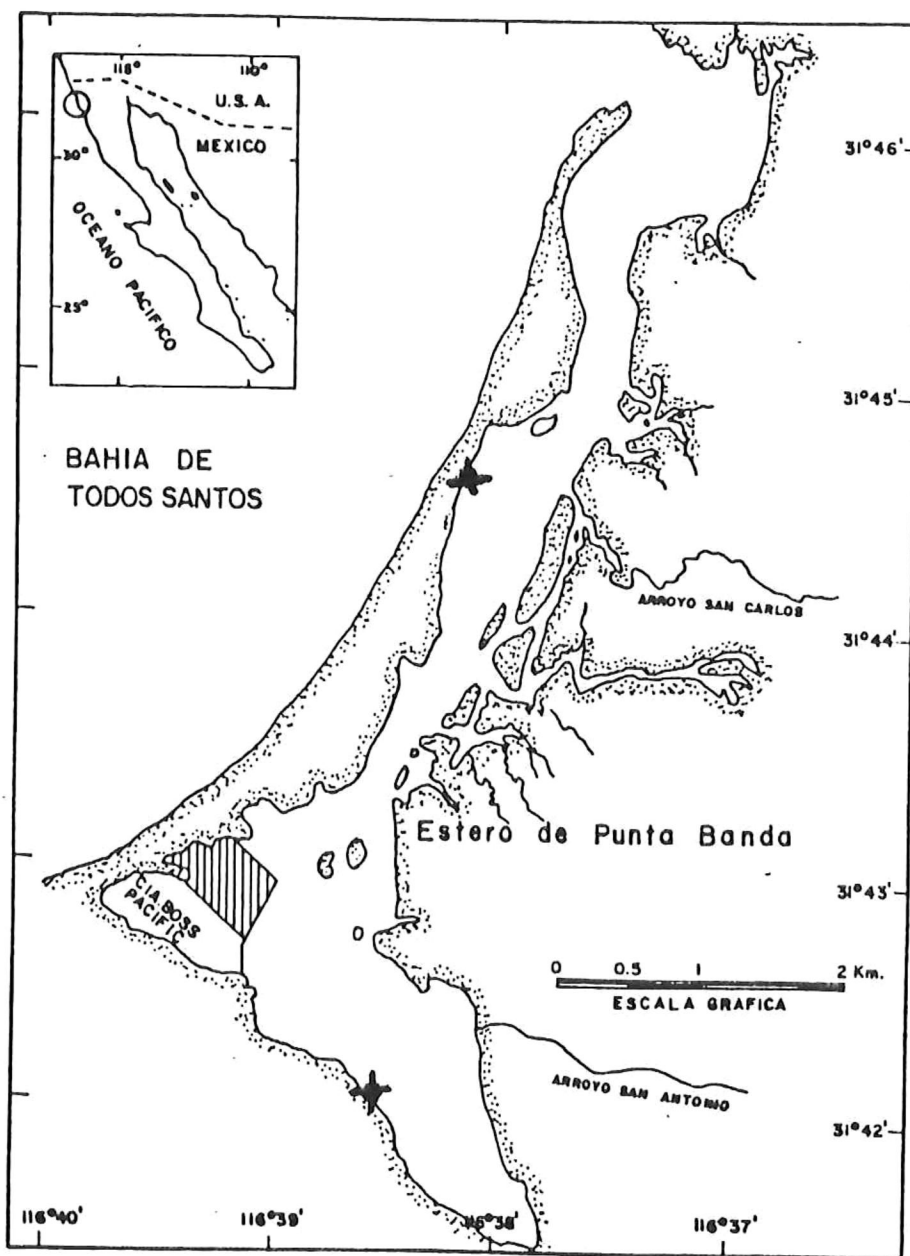 118° 110°
U.S.A.
MEXICO
30°
25°
OCEANO PACIFICO
31°46'
31°45'
BAHIA DE
TODOS SANTOS
ARROYO SAN CARLOS
31°44'
Estero de Punta Banda
31°43'
CIA. BOSS
PACIFIC
0 0.5 1 2 Km.
ESCALA GRAFICA
ARROYO SAN ANTONIO
31°42'
116°40' 116°39' 116°38' 116°37'